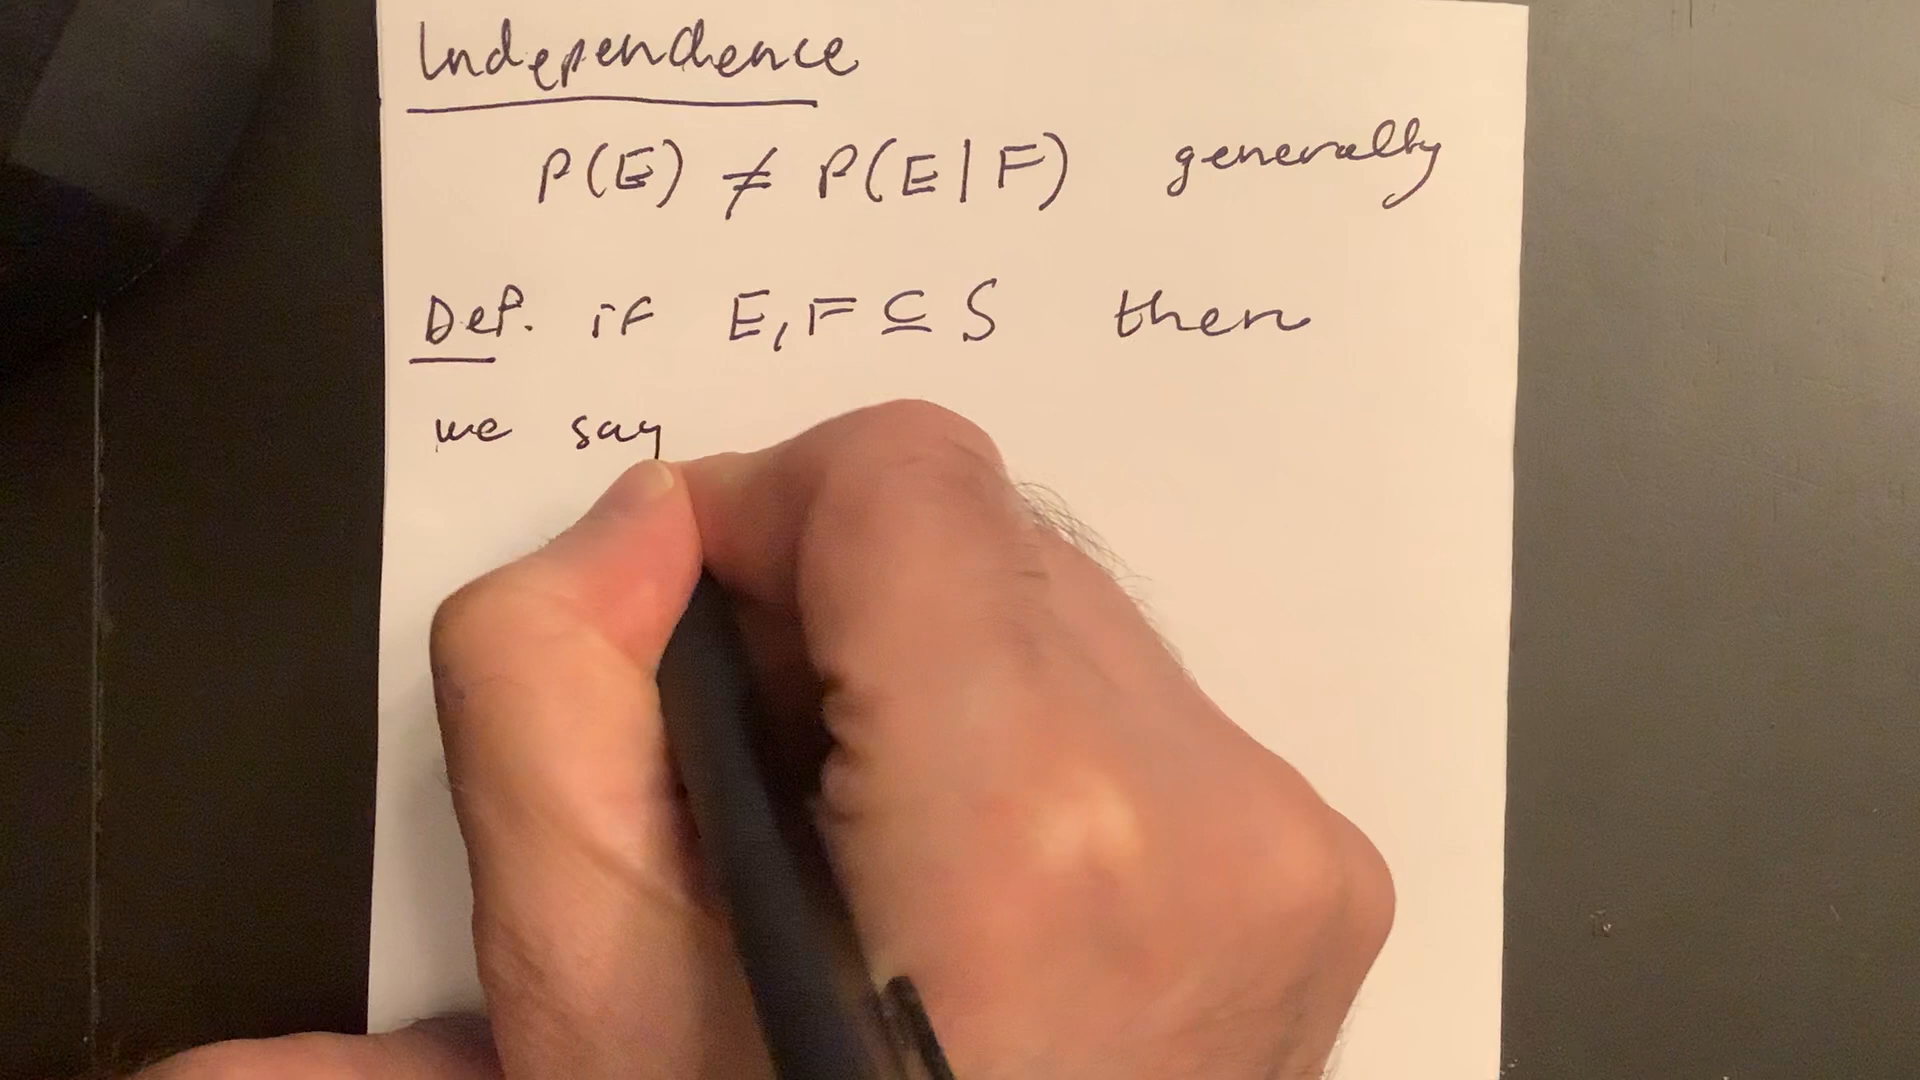 Independence
P(E) ≠ P(E|F) generally
Def. if E, F ⊆ S then
we say